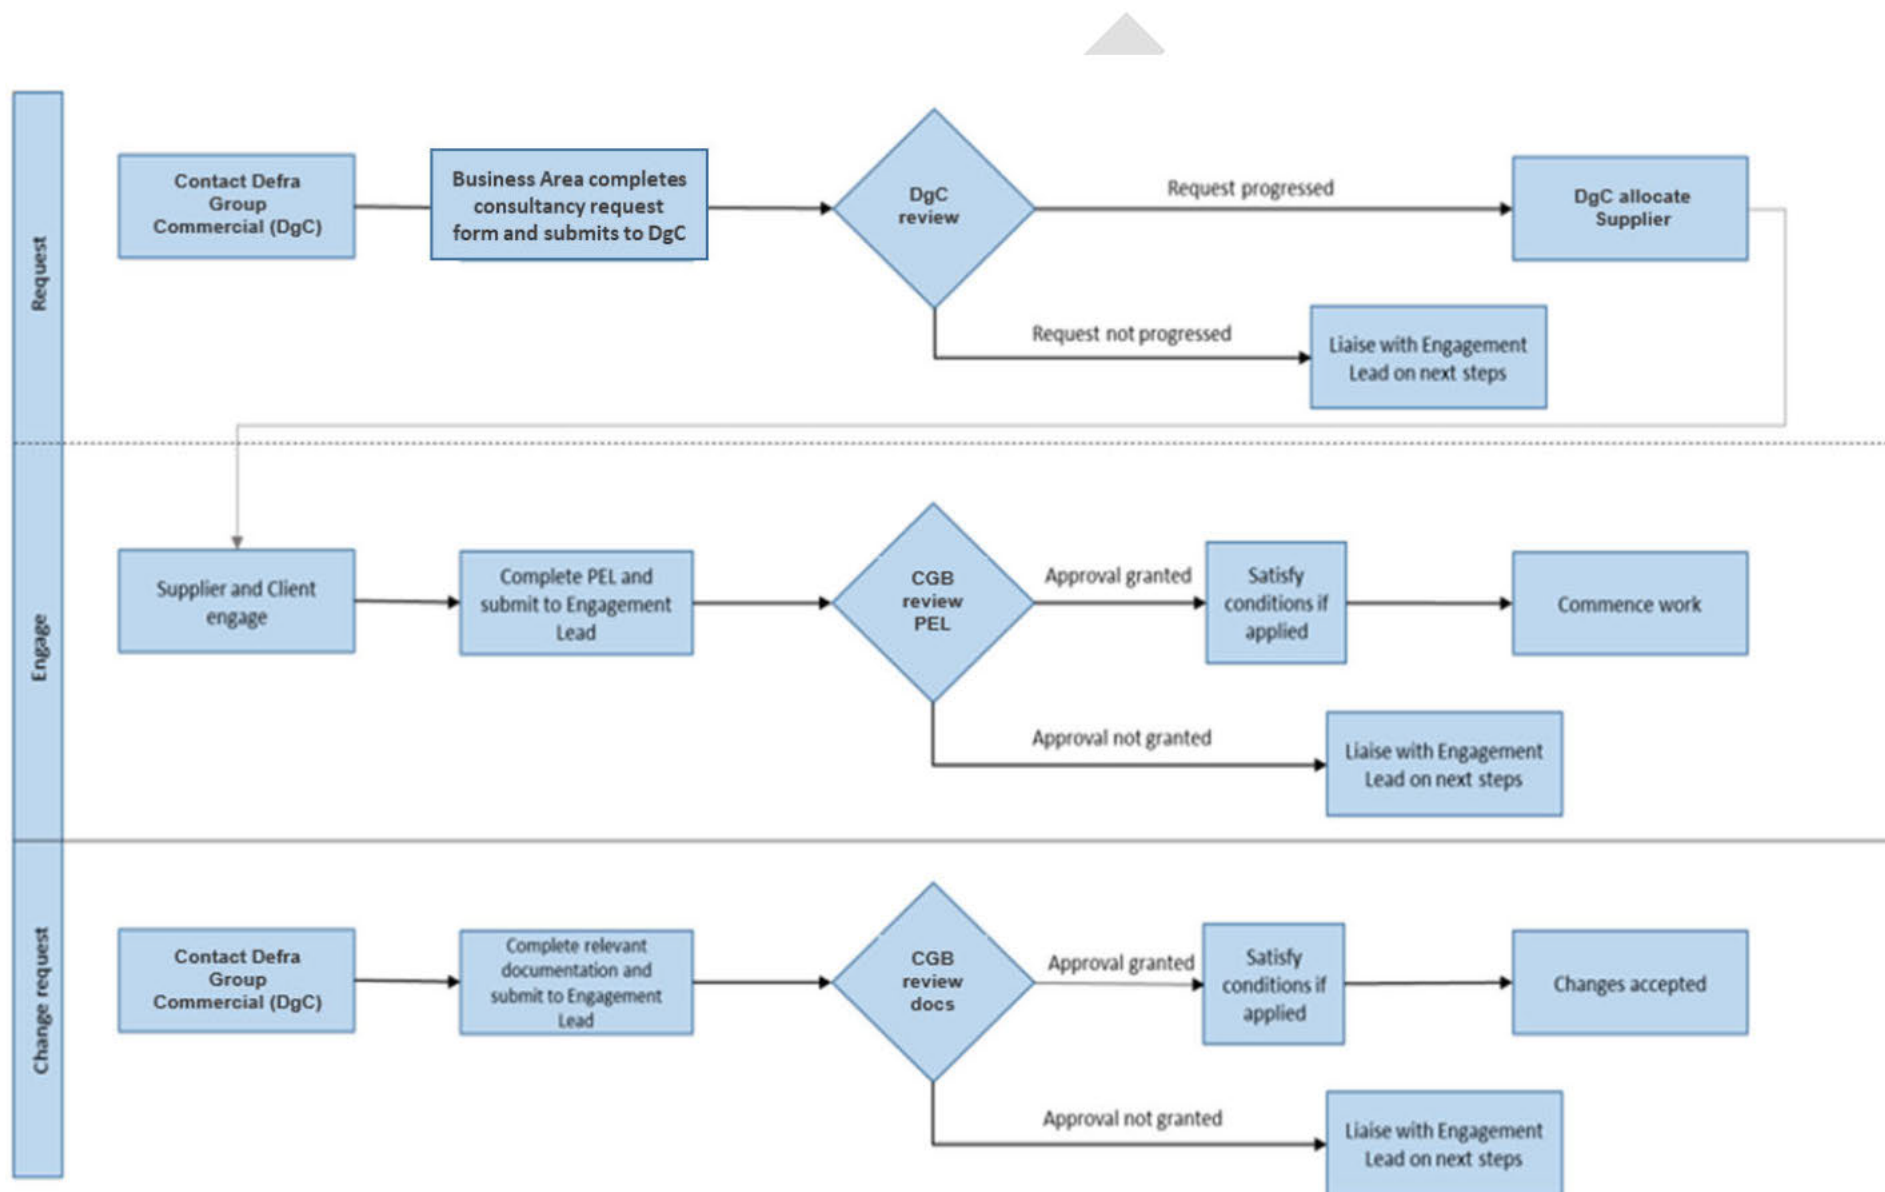 Request
Contact Defra
Group
Commercial (DgC)
Business Area completes
consultancy request
form and submits to DgC
DgC
review
Request progressed
DgC allocate
Supplier
Request not progressed
Liaise with Engagement
Lead on next steps
Engage
Supplier and Client
engage
Complete PEL and
submit to Engagement
Lead
CGB
review
PEL
Approval granted
Satisfy
conditions if
applied
Commence work
Approval not granted
Liaise with Engagement
Lead on next steps
Change request
Contact Defra
Group
Commercial (DgC)
Complete relevant
documentation and
submit to Engagement
Lead
CGB
review
docs
Approval granted
Satisfy
conditions if
applied
Changes accepted
Approval not granted
Liaise with Engagement
Lead on next steps